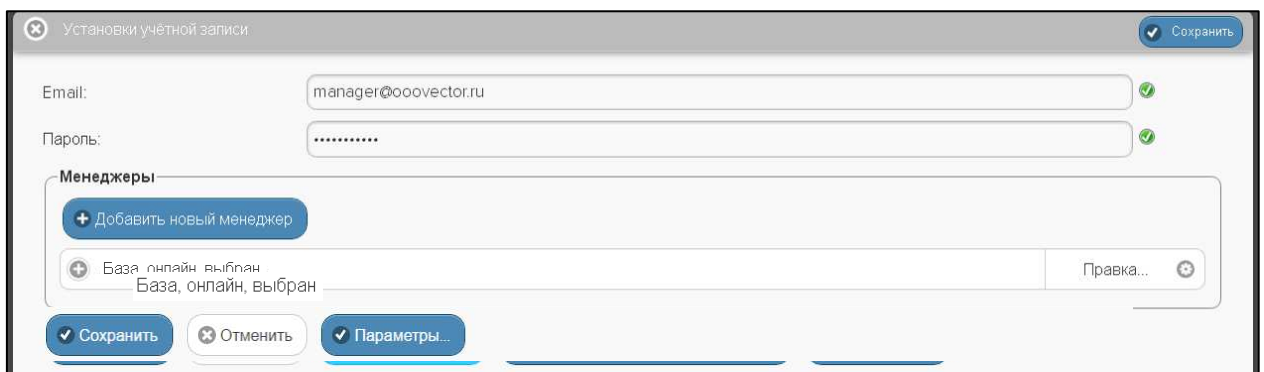 Установки учётной записи
Сохранить
Email:
manager@ooovector.ru
Пароль:
•••••••••••
Менеджеры
Добавить новый менеджер
База, онлайн, выбран
Правка...
База, онлайн, выбран
Сохранить
Отменить
Параметры...